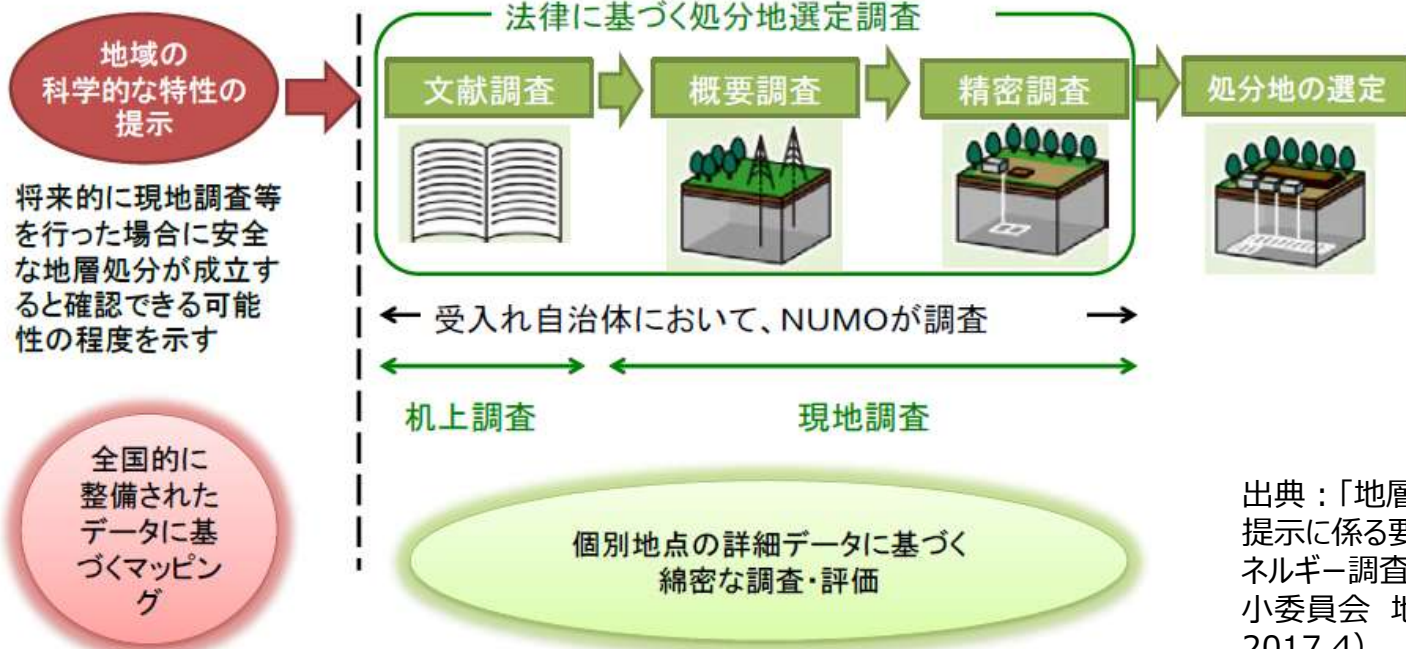 法律に基づく処分地選定調査
地域の
科学的な特性の
提示
文献調査
概要調査
精密調査
処分地の選定
将来的に現地調査等
を行った場合に安全
な地層処分が成立す
ると確認できる可能
性の程度を示す
受入れ自治体において、NUMOが調査
机上調査
現地調査
全国的に
整備された
データに基
づくマッピン
グ
個別地点の詳細データに基づく
綿密な調査・評価
出典：「地層
提示に係る要
ネルギー調査
小委員会 地
2017.4）